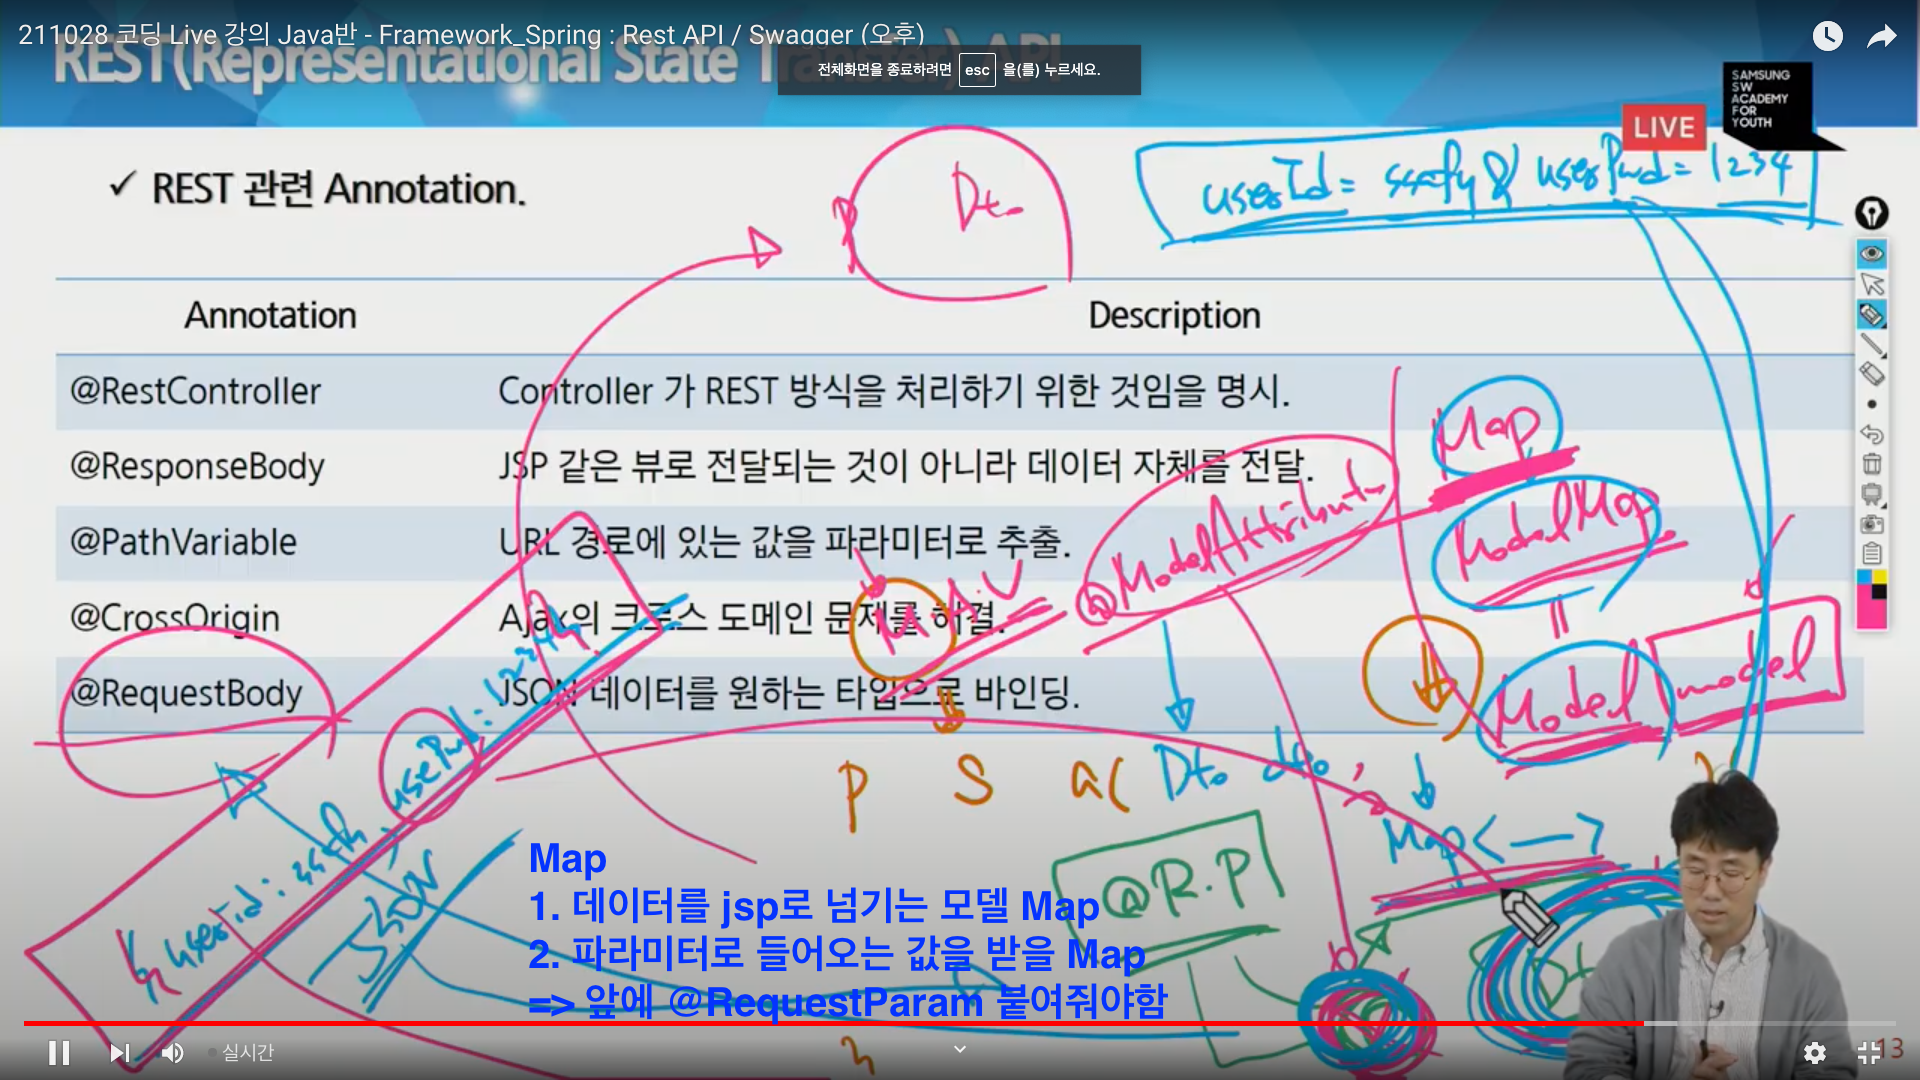 211028 코딩 Live 강의 Java반 - Framework_Spring : Rest API / Swagger (오후)
REST(Representational State Transfer) API
전체화면을 종료하려면 esc 을(를) 누르세요.
SAMSUNG
SW
ACADEMY
FOR
YOUTH
LIVE
userId = ssafy & userPwd = 1234
✓ REST 관련 Annotation.
Dto
Annotation Description
@RestController Controller 가 REST 방식을 처리하기 위한 것임을 명시.
@ResponseBody JSP 같은 뷰로 전달되는 것이 아니라 데이터 자체를 전달.
@PathVariable URL 경로에 있는 값을 파라미터로 추출.
@CrossOrigin Ajax의 크로스 도메인 문제를 해결.
@RequestBody JSON 데이터를 원하는 타입으로 바인딩.
Map
@ModelAttribute
ModelMap
M.A.V
Model model
P S a( Dto dto,
Map< >
@R.P
userPwd: 1234
userid: ssafy,
JSON
Map
1. 데이터를 jsp로 넘기는 모델 Map
2. 파라미터로 들어오는 값을 받을 Map
=> 앞에 @RequestParam 붙여줘야함
실시간
13